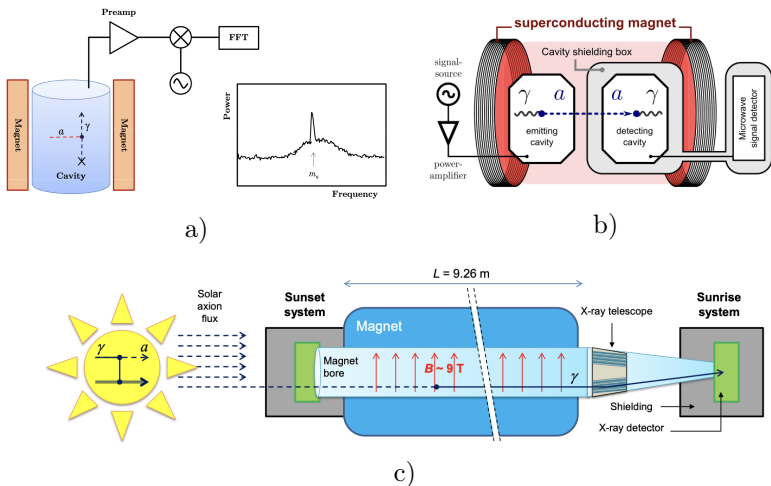 Preamp
FFT
Magnet
Magnet
a
γ
Cavity
Power
mₐ
Frequency
a)
superconducting magnet
Cavity shielding box
signal-
source
γ
a
a
γ
emitting
cavity
detecting
cavity
power-
amplifier
Microwave
signal detector
b)
L = 9.26 m
Solar
axion
flux
Sunset
system
Sunrise
system
X-ray telescope
Magnet
γ
a
Magnet
bore
B ~ 9 T
γ
Shielding
X-ray detector
c)